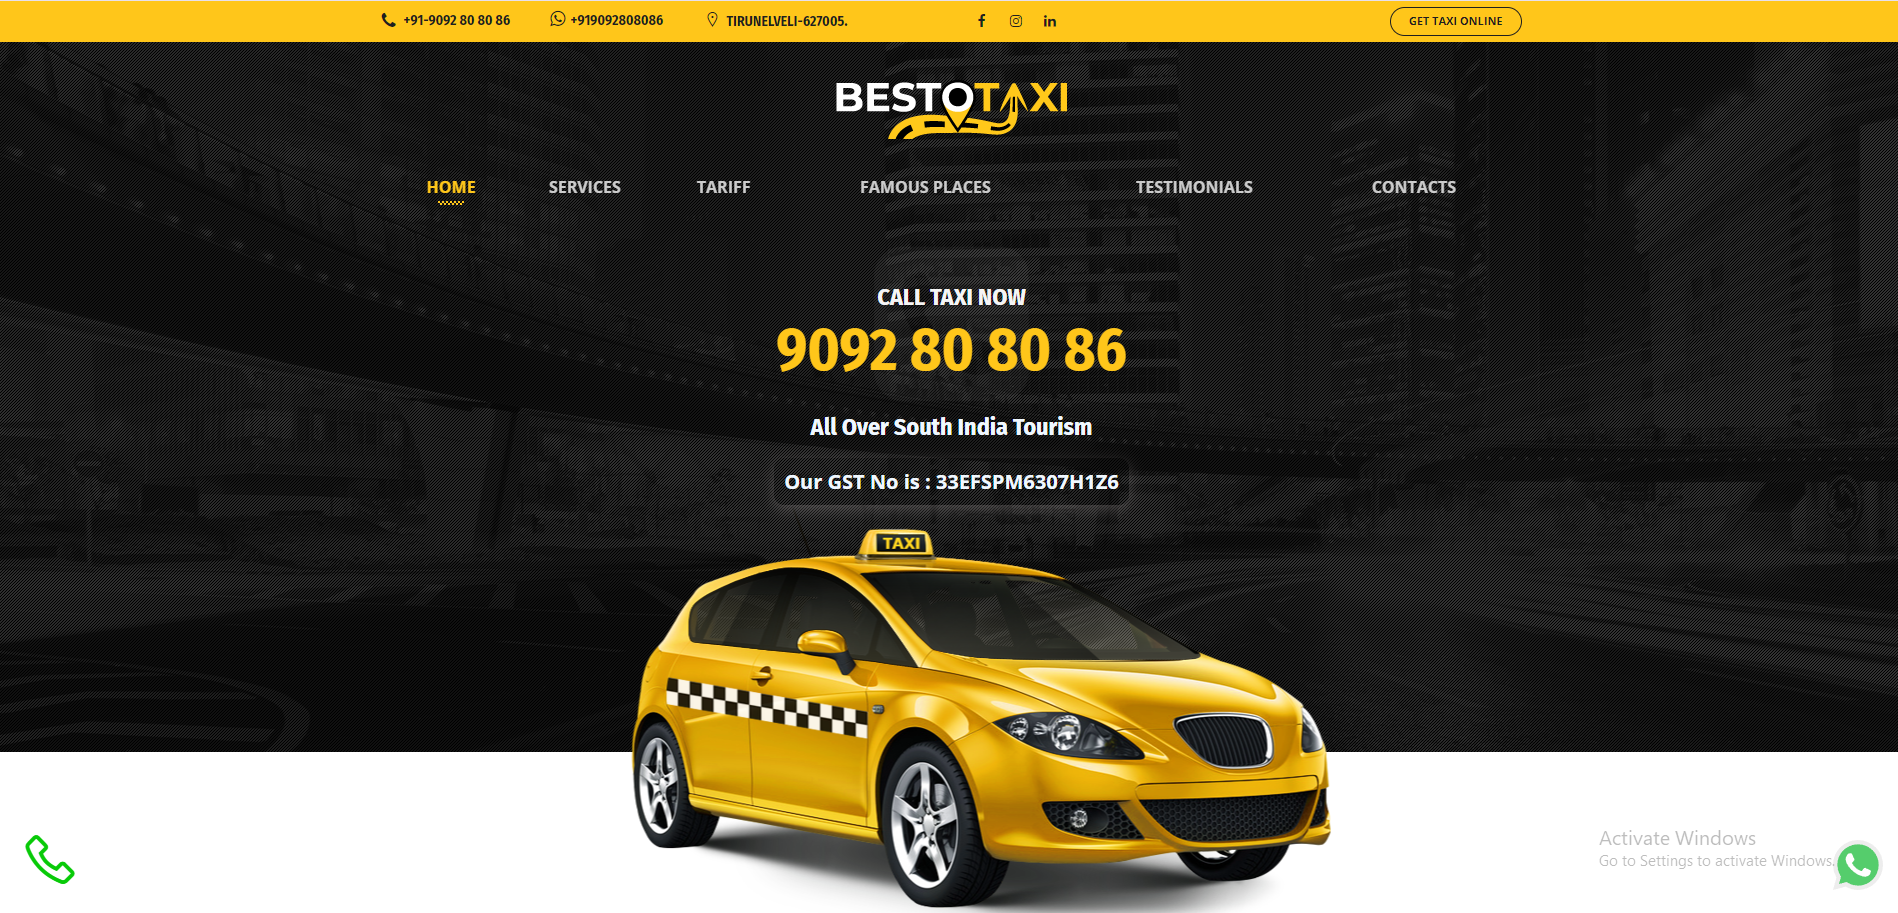 +91-9092 80 80 86 +919092808086 TIRUNELVELI-627005. GET TAXI ONLINE
BESTOTAXI
HOME SERVICES TARIFF FAMOUS PLACES TESTIMONIALS CONTACTS
CALL TAXI NOW
9092 80 80 86
All Over South India Tourism
Our GST No is : 33EFSPM6307H1Z6
TAXI
Activate Windows
Go to Settings to activate Windows.